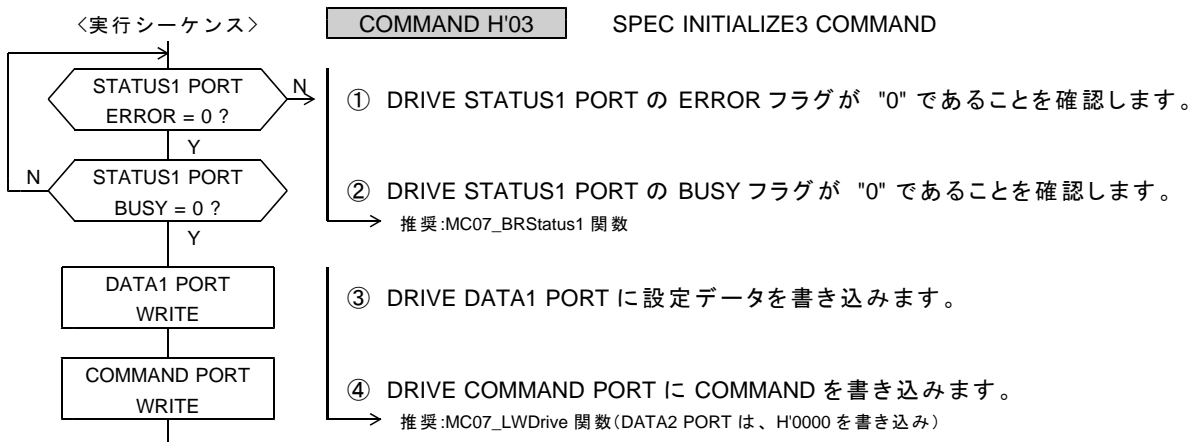 〈実行シーケンス〉
COMMAND H'03 SPEC INITIALIZE3 COMMAND
STATUS1 PORT
ERROR = 0 ?
N
Y
① DRIVE STATUS1 PORT の ERROR フラグが "0" であることを確認します。
N
STATUS1 PORT
BUSY = 0 ?
Y
② DRIVE STATUS1 PORT の BUSY フラグが "0" であることを確認します。
推奨:MC07_BRStatus1 関数
DATA1 PORT
WRITE
③ DRIVE DATA1 PORT に設定データを書き込みます。
COMMAND PORT
WRITE
④ DRIVE COMMAND PORT に COMMAND を書き込みます。
推奨:MC07_LWDrive 関数(DATA2 PORT は、H'0000 を書き込み)